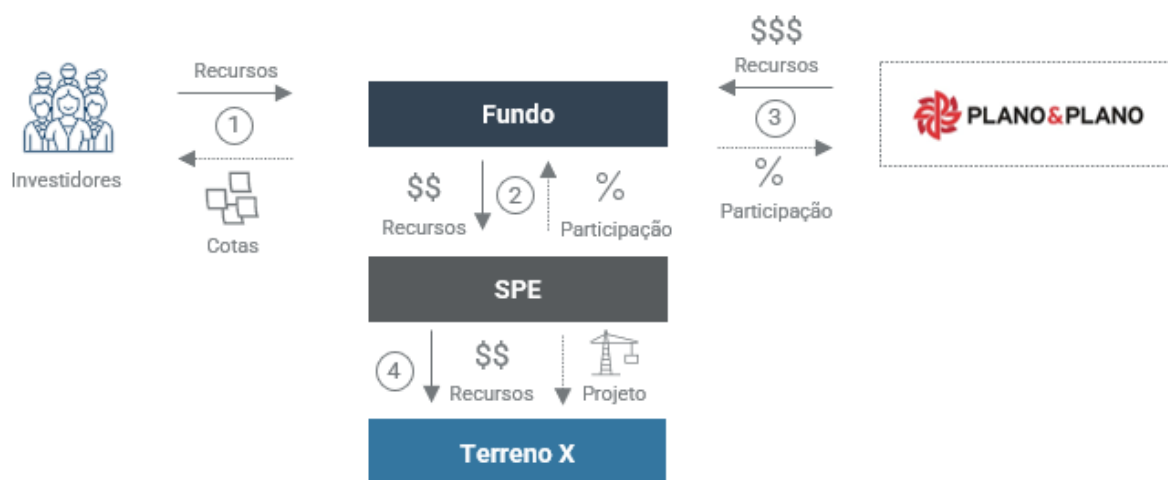 $$$
Recursos
Recursos
Fundo
1
3
PLANO&PLANO
Investidores
$$
2
%
%
Recursos
Participação
Participação
Cotas
SPE
4
$$
Recursos
Projeto
Terreno X